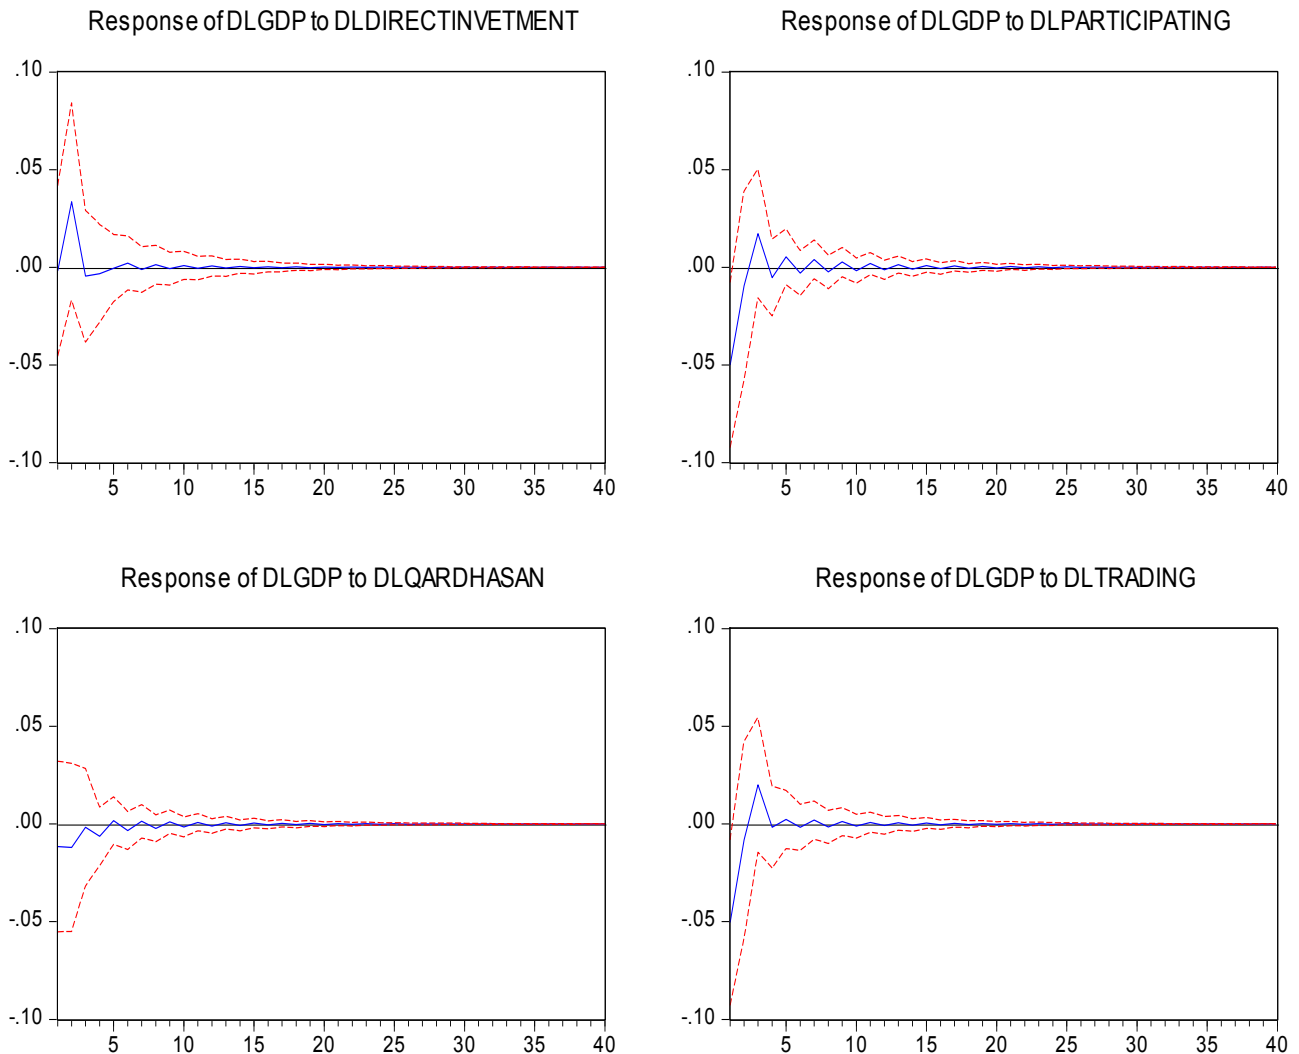 Response of DLGDP to DLDIRECTINVETMENT
.10
.05
.00
-.05
-.10
5 10 15 20 25 30 35 40
Response of DLGDP to DLPARTICIPATING
.10
.05
.00
-.05
-.10
5 10 15 20 25 30 35 40
Response of DLGDP to DLQARDHASAN
.10
.05
.00
-.05
-.10
5 10 15 20 25 30 35 40
Response of DLGDP to DLTRADING
.10
.05
.00
-.05
-.10
5 10 15 20 25 30 35 40